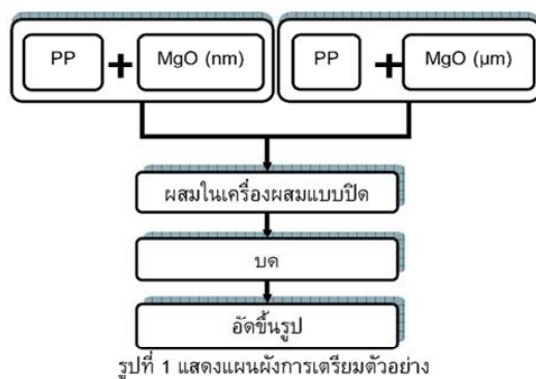 PP + MgO (nm) PP + MgO (µm)
ผสมในเครื่องผสมแบบปิด
บด
อัดขึ้นรูป
รูปที่ 1 แสดงแผนผังการเตรียมตัวอย่าง